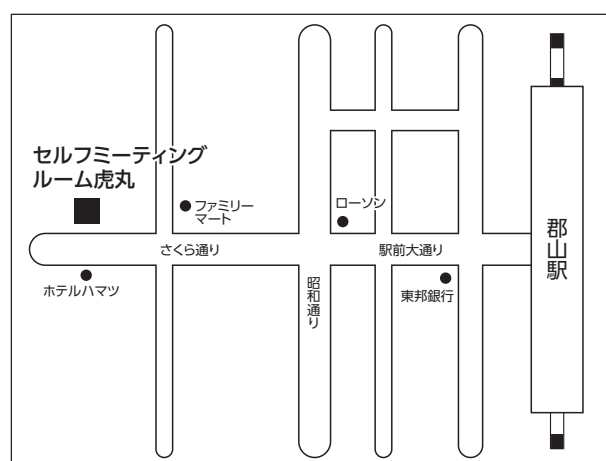 セルフミーティング
ルーム虎丸
ファミリー
マート
ローソン
さくら通り
駅前大通り
郡山駅
ホテルハマツ
昭和通り
東邦銀行